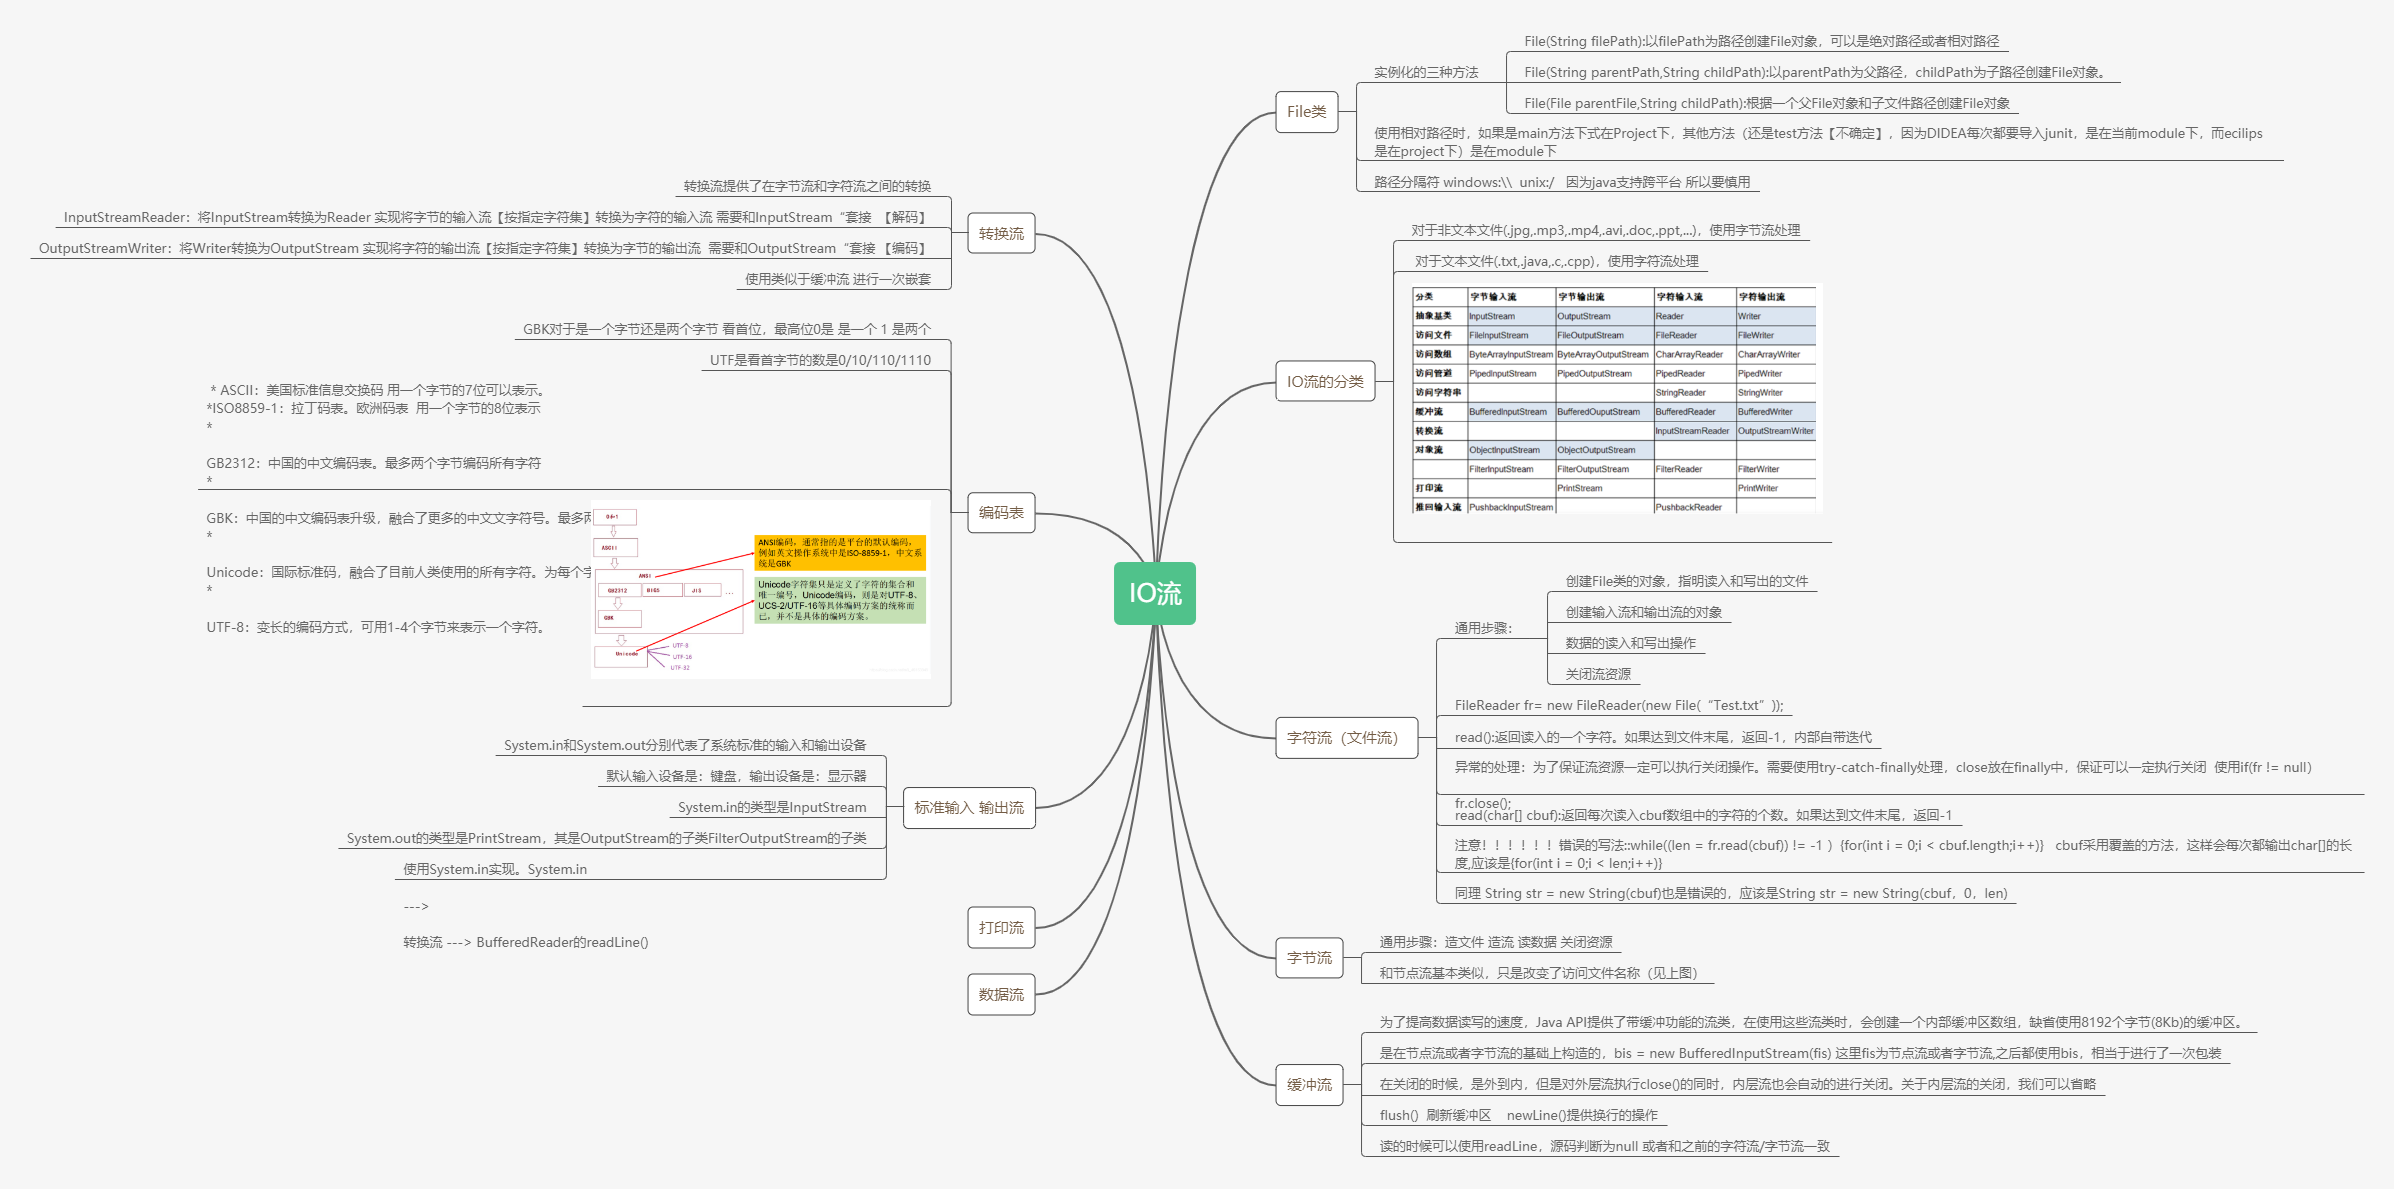 IO流
File类
实例化的三种方法
File(String filePath):以filePath为路径创建File对象，可以是绝对路径或者相对路径
File(String parentPath,String childPath):以parentPath为父路径，childPath为子路径创建File对象。
File(File parentFile,String childPath):根据一个父File对象和子文件路径创建File对象
使用相对路径时，如果是main方法下式在Project下，其他方法（还是test方法【不确定】，因为DIDEA每次都要导入junit，是在当前module下，而ecilips
是在project下）是在module下
路径分隔符 windows:\\ unix:/ 因为java支持跨平台 所以要慎用
IO流的分类
对于非文本文件(.jpg,.mp3,.mp4,.avi,.doc,.ppt,...)，使用字节流处理
对于文本文件(.txt,.java,.c,.cpp)，使用字符流处理
分类 字节输入流 字节输出流 字符输入流 字符输出流
抽象基类 InputStream OutputStream Reader Writer
访问文件 FileInputStream FileOutputStream FileReader FileWriter
访问数组 ByteArrayInputStream ByteArrayOutputStream CharArrayReader CharArrayWriter
访问管道 PipedInputStream PipedOutputStream PipedReader PipedWriter
访问字符串 StringReader StringWriter
缓冲流 BufferedInputStream BufferedOuputStream BufferedReader BufferedWriter
转换流 InputStreamReader OutputStreamWriter
对象流 ObjectInputStream ObjectOutputStream
FilterInputStream FilterOutputStream FilterReader FilterWriter
打印流 PrintStream PrintWriter
推回输入流 PushbackInputStream PushbackReader
字符流（文件流）
通用步骤：
创建File类的对象，指明读入和写出的文件
创建输入流和输出流的对象
数据的读入和写出操作
关闭流资源
FileReader fr= new FileReader(new File(“Test.txt”));
read():返回读入的一个字符。如果达到文件末尾，返回-1，内部自带迭代
异常的处理：为了保证流资源一定可以执行关闭操作。需要使用try-catch-finally处理，close放在finally中，保证可以一定执行关闭 使用if(fr != null）
fr.close();
read(char[] cbuf):返回每次读入cbuf数组中的字符的个数。如果达到文件末尾，返回-1
注意！！！！！！错误的写法::while((len = fr.read(cbuf)) != -1 ）{for(int i = 0;i < cbuf.length;i++)} cbuf采用覆盖的方法，这样会每次都输出char[]的长
度,应该是{for(int i = 0;i < len;i++)}
同理 String str = new String(cbuf)也是错误的，应该是String str = new String(cbuf，0，len)
字节流
通用步骤：造文件 造流 读数据 关闭资源
和节点流基本类似，只是改变了访问文件名称（见上图）
缓冲流
为了提高数据读写的速度，Java API提供了带缓冲功能的流类，在使用这些流类时，会创建一个内部缓冲区数组，缺省使用8192个字节(8Kb)的缓冲区。
是在节点流或者字节流的基础上构造的，bis = new BufferedInputStream(fis) 这里fis为节点流或者字节流,之后都使用bis，相当于进行了一次包装
在关闭的时候，是外到内，但是对外层流执行close()的同时，内层流也会自动的进行关闭。关于内层流的关闭，我们可以省略
flush() 刷新缓冲区 newLine()提供换行的操作
读的时候可以使用readLine，源码判断为null 或者和之前的字符流/字节流一致
转换流
转换流提供了在字节流和字符流之间的转换
InputStreamReader：将InputStream转换为Reader 实现将字节的输入流【按指定字符集】转换为字符的输入流 需要和InputStream“套接 【解码】
OutputStreamWriter：将Writer转换为OutputStream 实现将字符的输出流【按指定字符集】转换为字节的输出流 需要和OutputStream“套接 【编码】
使用类似于缓冲流 进行一次嵌套
编码表
GBK对于是一个字节还是两个字节 看首位，最高位0是 是一个 1 是两个
UTF是看首字节的数是0/10/110/1110
* ASCII：美国标准信息交换码 用一个字节的7位可以表示。
*ISO8859-1：拉丁码表。欧洲码表 用一个字节的8位表示
*
GB2312：中国的中文编码表。最多两个字节编码所有字符
*
GBK：中国的中文编码表升级，融合了更多的中文文字符号。最多两
*
Unicode：国际标准码，融合了目前人类使用的所有字符。为每个字
*
UTF-8：变长的编码方式，可用1-4个字节来表示一个字符。
0和1
ASCII
ANSI
GB2312 BIG5 JIS ...
GBK
Unicode
UTF-8
UTF-16
UTF-32
ANSI编码，通常指的是平台的默认编码，
例如英文操作系统中是ISO-8859-1，中文系
统是GBK
Unicode字符集只是定义了字符的集合和
唯一编号，Unicode编码，则是对UTF-8、
UCS-2/UTF-16等具体编码方案的统称而
已，并不是具体的编码方案。
标准输入 输出流
System.in和System.out分别代表了系统标准的输入和输出设备
默认输入设备是：键盘，输出设备是：显示器
System.in的类型是InputStream
System.out的类型是PrintStream，其是OutputStream的子类FilterOutputStream的子类
使用System.in实现。System.in
--->
转换流 ---> BufferedReader的readLine()
打印流
数据流